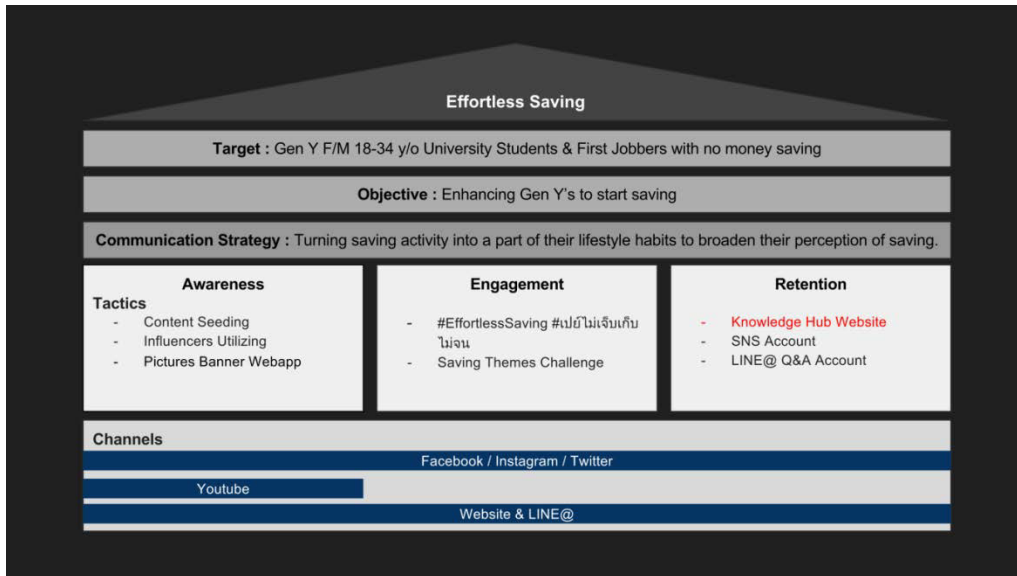 Effortless Saving
Target : Gen Y F/M 18-34 y/o University Students & First Jobbers with no money saving
Objective : Enhancing Gen Y's to start saving
Communication Strategy : Turning saving activity into a part of their lifestyle habits to broaden their perception of saving.
Awareness
Tactics
- Content Seeding
- Influencers Utilizing
- Pictures Banner Webapp
Engagement
- #EffortlessSaving #เปย์ไม่เจ็บเก็บ
ไม่จน
- Saving Themes Challenge
Retention
- Knowledge Hub Website
- SNS Account
- LINE@ Q&A Account
Channels
Facebook / Instagram / Twitter
Youtube
Website & LINE@